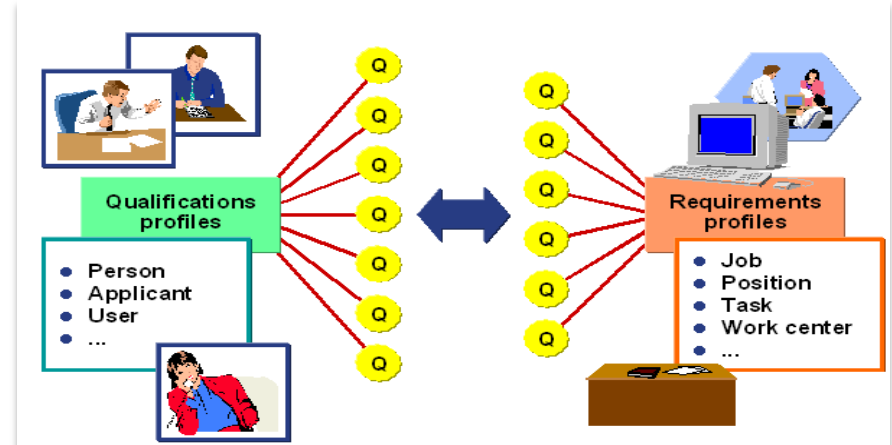 Q
Q
Q
Q
Q
Q
Q
Qualifications
profiles
Person
Applicant
User
...
Q
Q
Q
Q
Q
Q
Requirements
profiles
Job
Position
Task
Work center
...